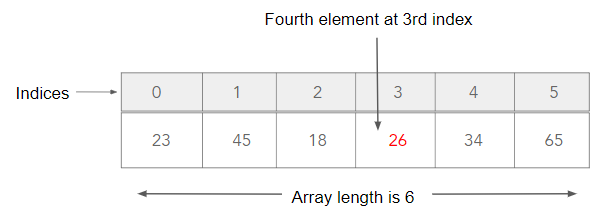 Fourth element at 3rd index
Indices 0 1 2 3 4 5
23 45 18 26 34 65
Array length is 6